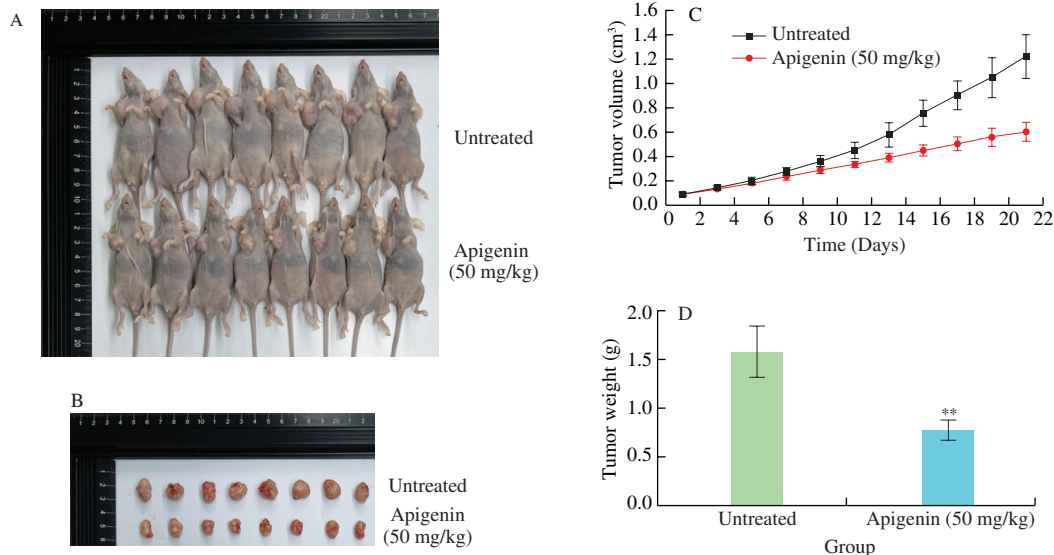 A
Untreated
Apigenin
(50 mg/kg)
B
Untreated
Apigenin
(50 mg/kg)
C
Untreated
Apigenin (50 mg/kg)
Tumor volume (cm³)
1.6
1.4
1.2
1.0
0.8
0.6
0.4
0.2
0.0
0 2 4 6 8 10 12 14 16 18 20 22
Time (Days)
D
Tumor weight (g)
2.0
1.5
1.0
0.5
0.0
**
Untreated
Apigenin (50 mg/kg)
Group